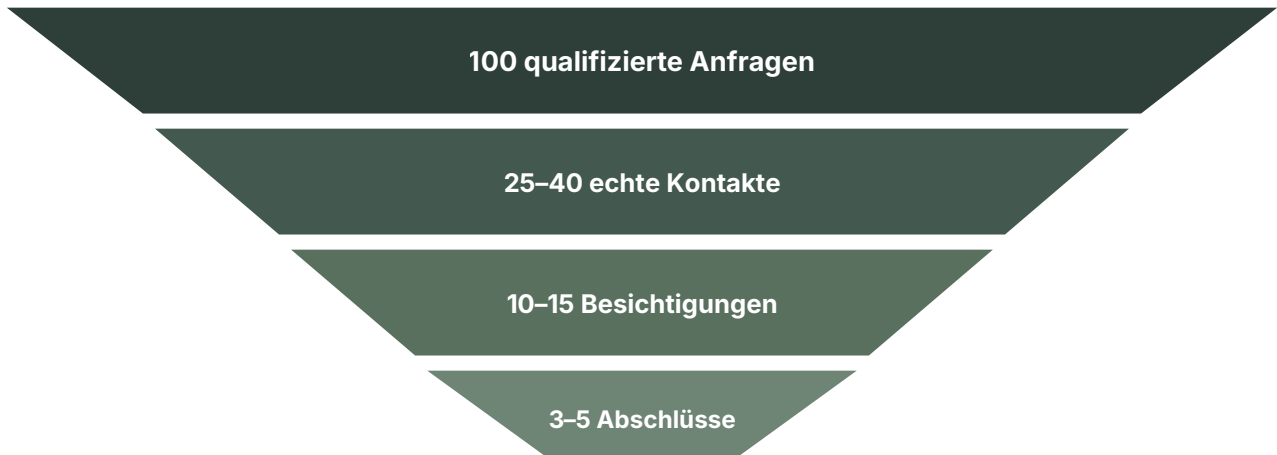 100 qualifizierte Anfragen
25–40 echte Kontakte
10–15 Besichtigungen
3–5 Abschlüsse